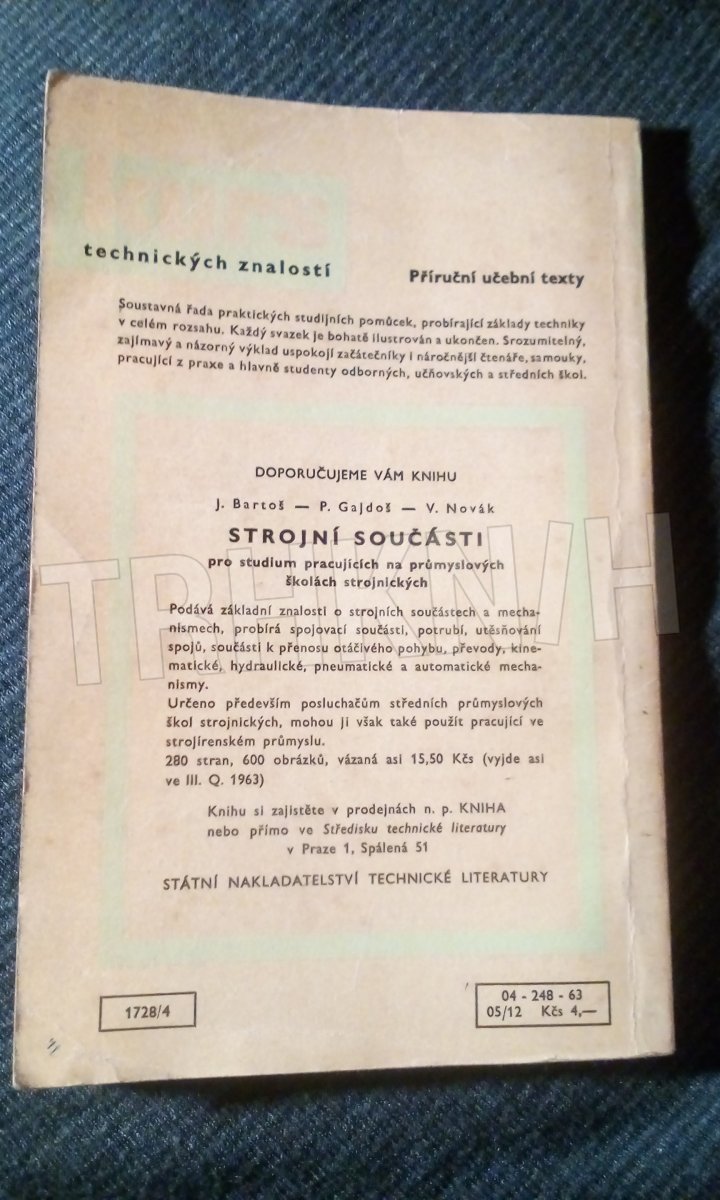 technických znalostí
Příruční učební texty
Soustavná řada praktických studijních pomůcek, probírající základy techniky
v celém rozsahu. Každý svazek je bohatě ilustrován a ukončen. Srozumitelný,
zajímavý a názorný výklad uspokojí začátečníky i náročnější čtenáře, samouky,
pracující z praxe a hlavně studenty odborných, učňovských a středních škol.
DOPORUČUJEME VÁM KNIHU
J. Bartoš — P. Gajdoš — V. Novák
STROJNÍ SOUČÁSTI
pro studium pracujících na průmyslových
školách strojnických
Podává základní znalosti o strojních součástech a mecha-
nismech, probírá spojovací součásti, potrubí, utěsňování
spojů, součásti k přenosu otáčivého pohybu, převody, kine-
matické, hydraulické, pneumatické a automatické mecha-
nismy.
Určeno především posluchačům středních průmyslových
škol strojnických, mohou ji však také použít pracující ve
strojírenském průmyslu.
280 stran, 600 obrázků, vázaná asi 15,50 Kčs (vyjde asi
ve III. Q. 1963)
Knihu si zajistěte v prodejnách n. p. KNIHA
nebo přímo ve Středisku technické literatury
v Praze 1, Spálená 51
STÁTNÍ NAKLADATELSTVÍ TECHNICKÉ LITERATURY
1728/4
04 - 248 - 63
05/12 Kčs 4,—
TRHKNIH